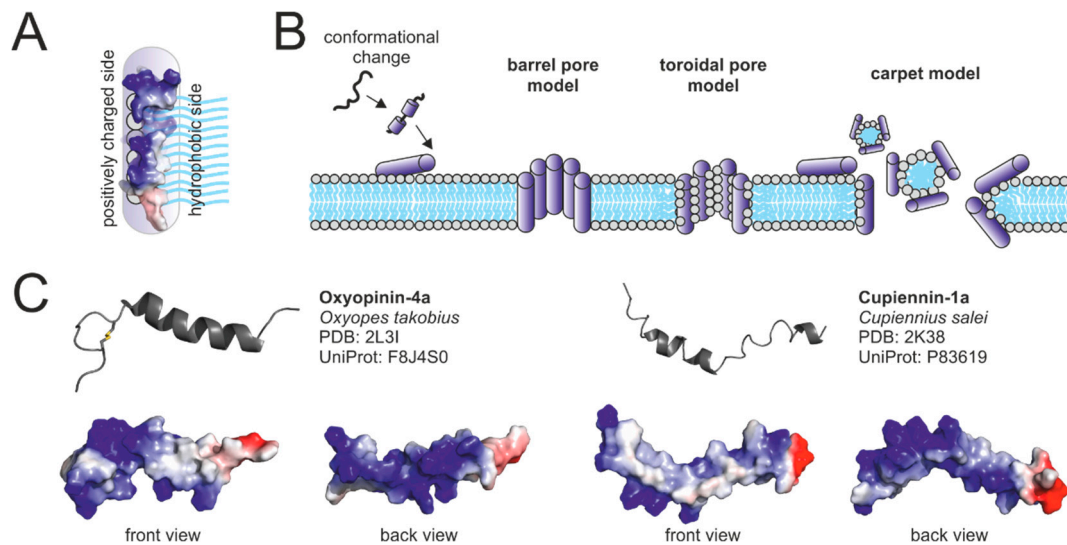 A
positively charged side
hydrophobic side
B
conformational
change
barrel pore
model
toroidal pore
model
carpet model
C
Oxyopinin-4a
Oxyopes takobius
PDB: 2L3I
UniProt: F8J4S0
Cupiennin-1a
Cupiennius salei
PDB: 2K38
UniProt: P83619
front view
back view
front view
back view